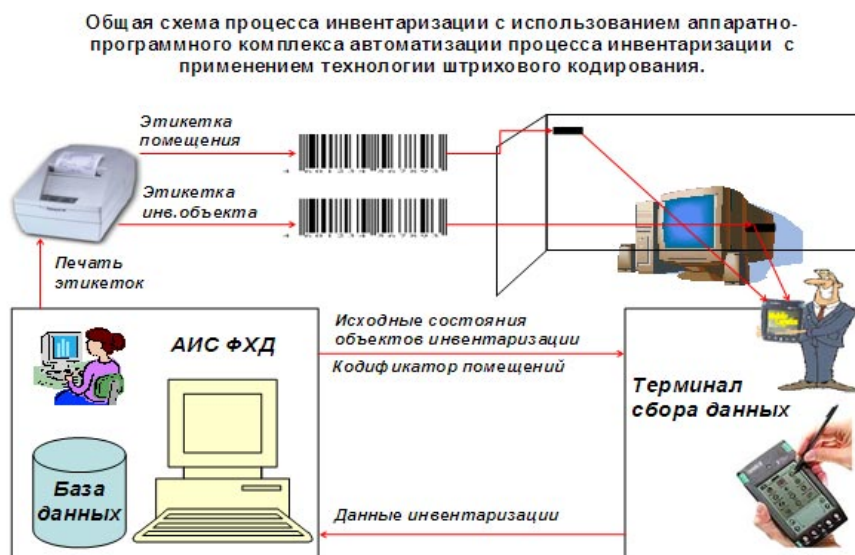 Общая схема процесса инвентаризации с использованием аппаратно-
программного комплекса автоматизации процесса инвентаризации с
применением технологии штрихового кодирования.
Этикетка
помещения
Этикетка
инв.объекта
Печать
этикеток
АИС ФХД
База
данных
Исходные состояния
объектов инвентаризации
Кодификатор помещений
Терминал
сбора данных
Данные инвентаризации